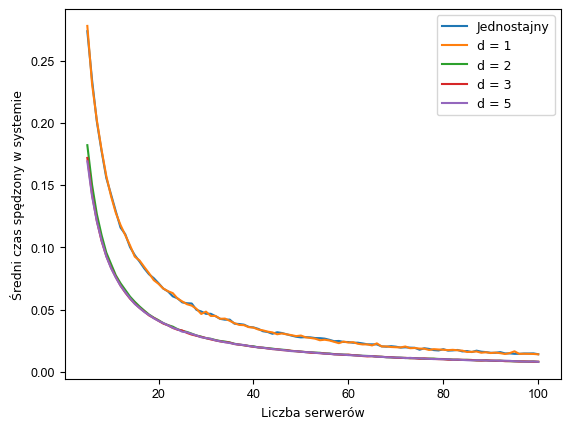 Jednostajny
d = 1
d = 2
d = 3
d = 5
Średni czas spędzony w systemie
0.25
0.20
0.15
0.10
0.05
0.00
20
40
60
80
100
Liczba serwerów